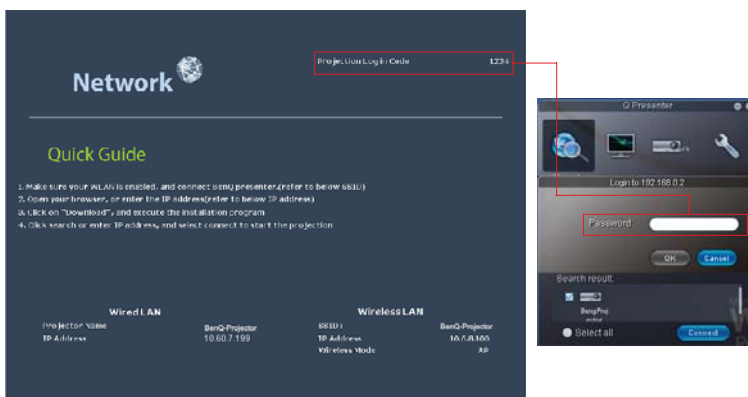 Projection Login Code 1234
Network
Quick Guide
1. Make sure your WLAN is enabled, and connect BenQ presenter.(refer to below SSID)
2. Open your browser, or enter the IP address(refer to below IP address)
3. Click on "Download", and execute the installation program
4. Click search or enter IP address, and select connect to start the projection
Wired LAN
Projector Name BenQ-Projector
IP Address 10.60.7.199
Wireless LAN
SSID : BenQ-Projector
IP Address
Wireless Mode AP
Q Presenter
Login to 192.168.0.2
Password:
OK Cancel
Search result:
BenqProj
Select all Connect